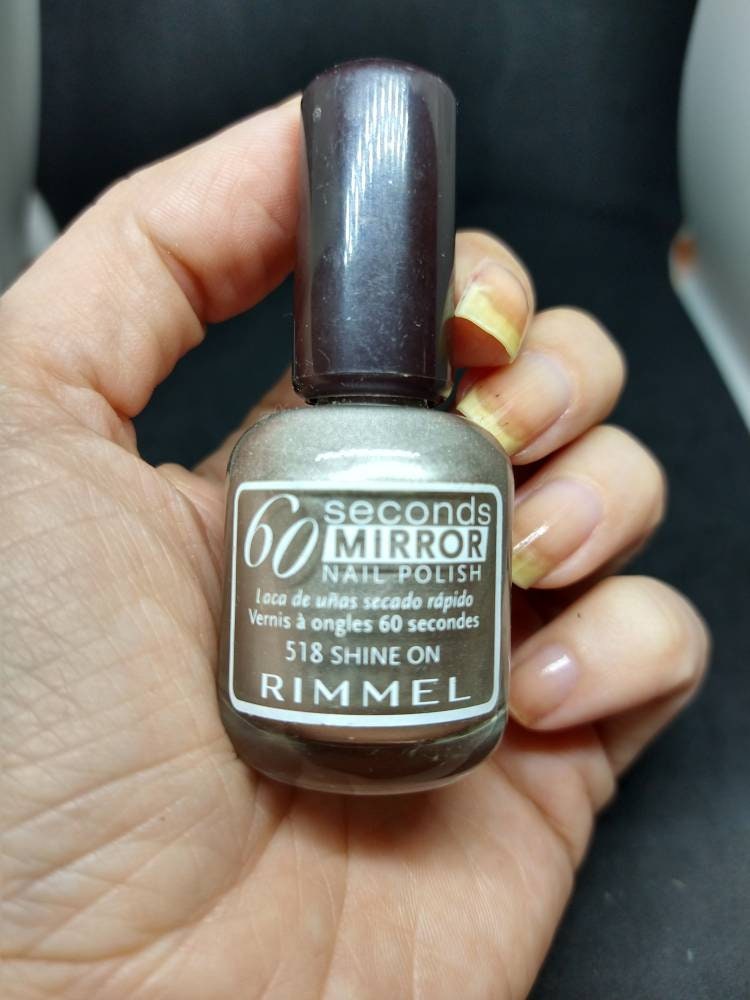 60 seconds
MIRROR
NAIL POLISH
Laca de uñas secado rápido
Vernis à ongles 60 secondes
518 SHINE ON
RIMMEL